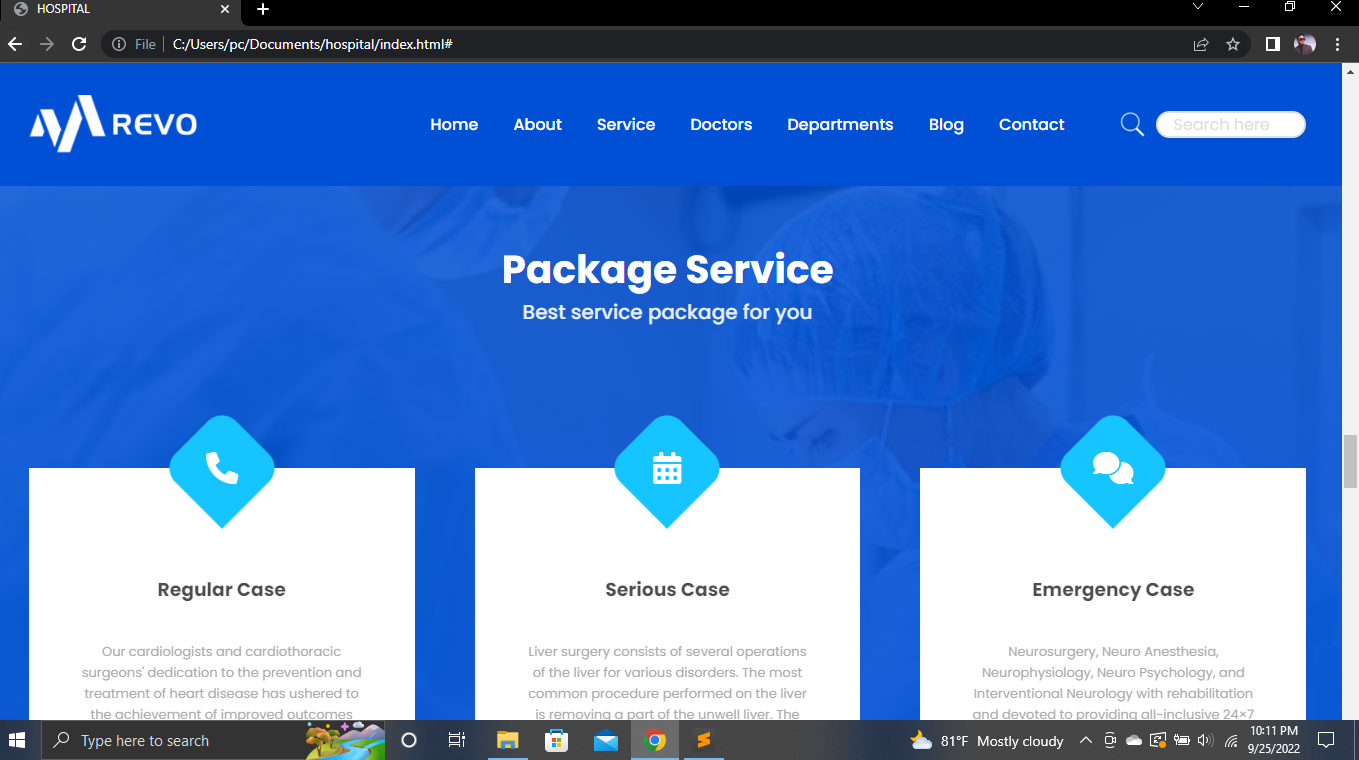 HOSPITAL
File
C:/Users/pc/Documents/hospital/index.html#
REVO
Home
About
Service
Doctors
Departments
Blog
Contact
Search here
Package Service
Best service package for you
Regular Case
Our cardiologists and cardiothoracic
surgeons' dedication to the prevention and
treatment of heart disease has ushered to
the achievement of improved outcomes
Serious Case
Liver surgery consists of several operations
of the liver for various disorders. The most
common procedure performed on the liver
is removing a part of the unwell liver. The
Emergency Case
Neurosurgery, Neuro Anesthesia,
Neurophysiology, Neuro Psychology, and
Interventional Neurology with rehabilitation
and devoted to providing all-inclusive 24×7
Type here to search
81°F Mostly cloudy
10:11 PM
9/25/2022